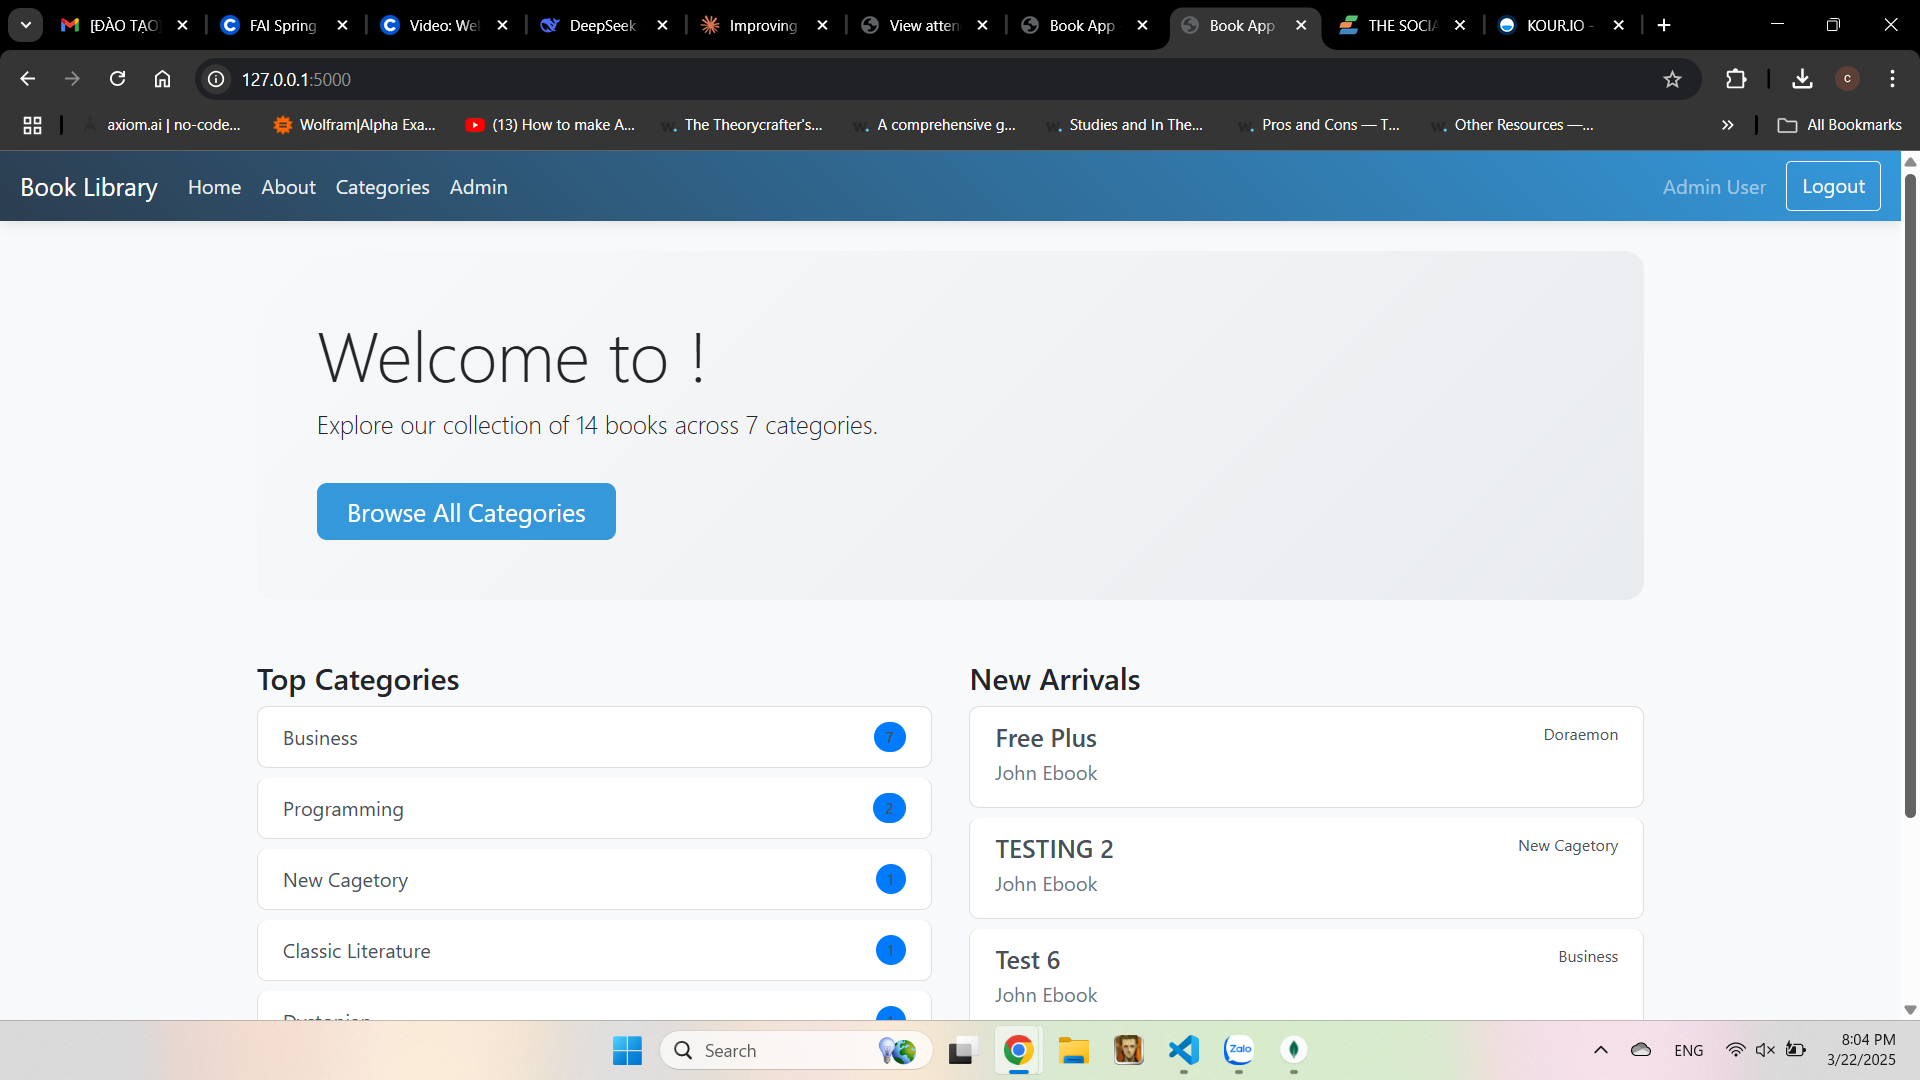 [ĐÀO TẠO]
FAI Spring
Video: Wel
DeepSeek
Improving
View atten
Book App
Book App
THE SOCIA
KOUR.IO -
127.0.0.1:5000
C
axiom.ai | no-code...
Wolfram|Alpha Exa...
(13) How to make A...
The Theorycrafter's...
A comprehensive g...
Studies and In The...
Pros and Cons — T...
Other Resources —...
All Bookmarks
Book Library
Home
About
Categories
Admin
Admin User
Logout
Welcome to !
Explore our collection of 14 books across 7 categories.
Browse All Categories
Top Categories
Business
7
Programming
2
New Cagetory
1
Classic Literature
1
Dystopian
1
New Arrivals
Free Plus
Doraemon
John Ebook
TESTING 2
New Cagetory
John Ebook
Test 6
Business
John Ebook
Search
Zalo
ENG
8:04 PM
3/22/2025